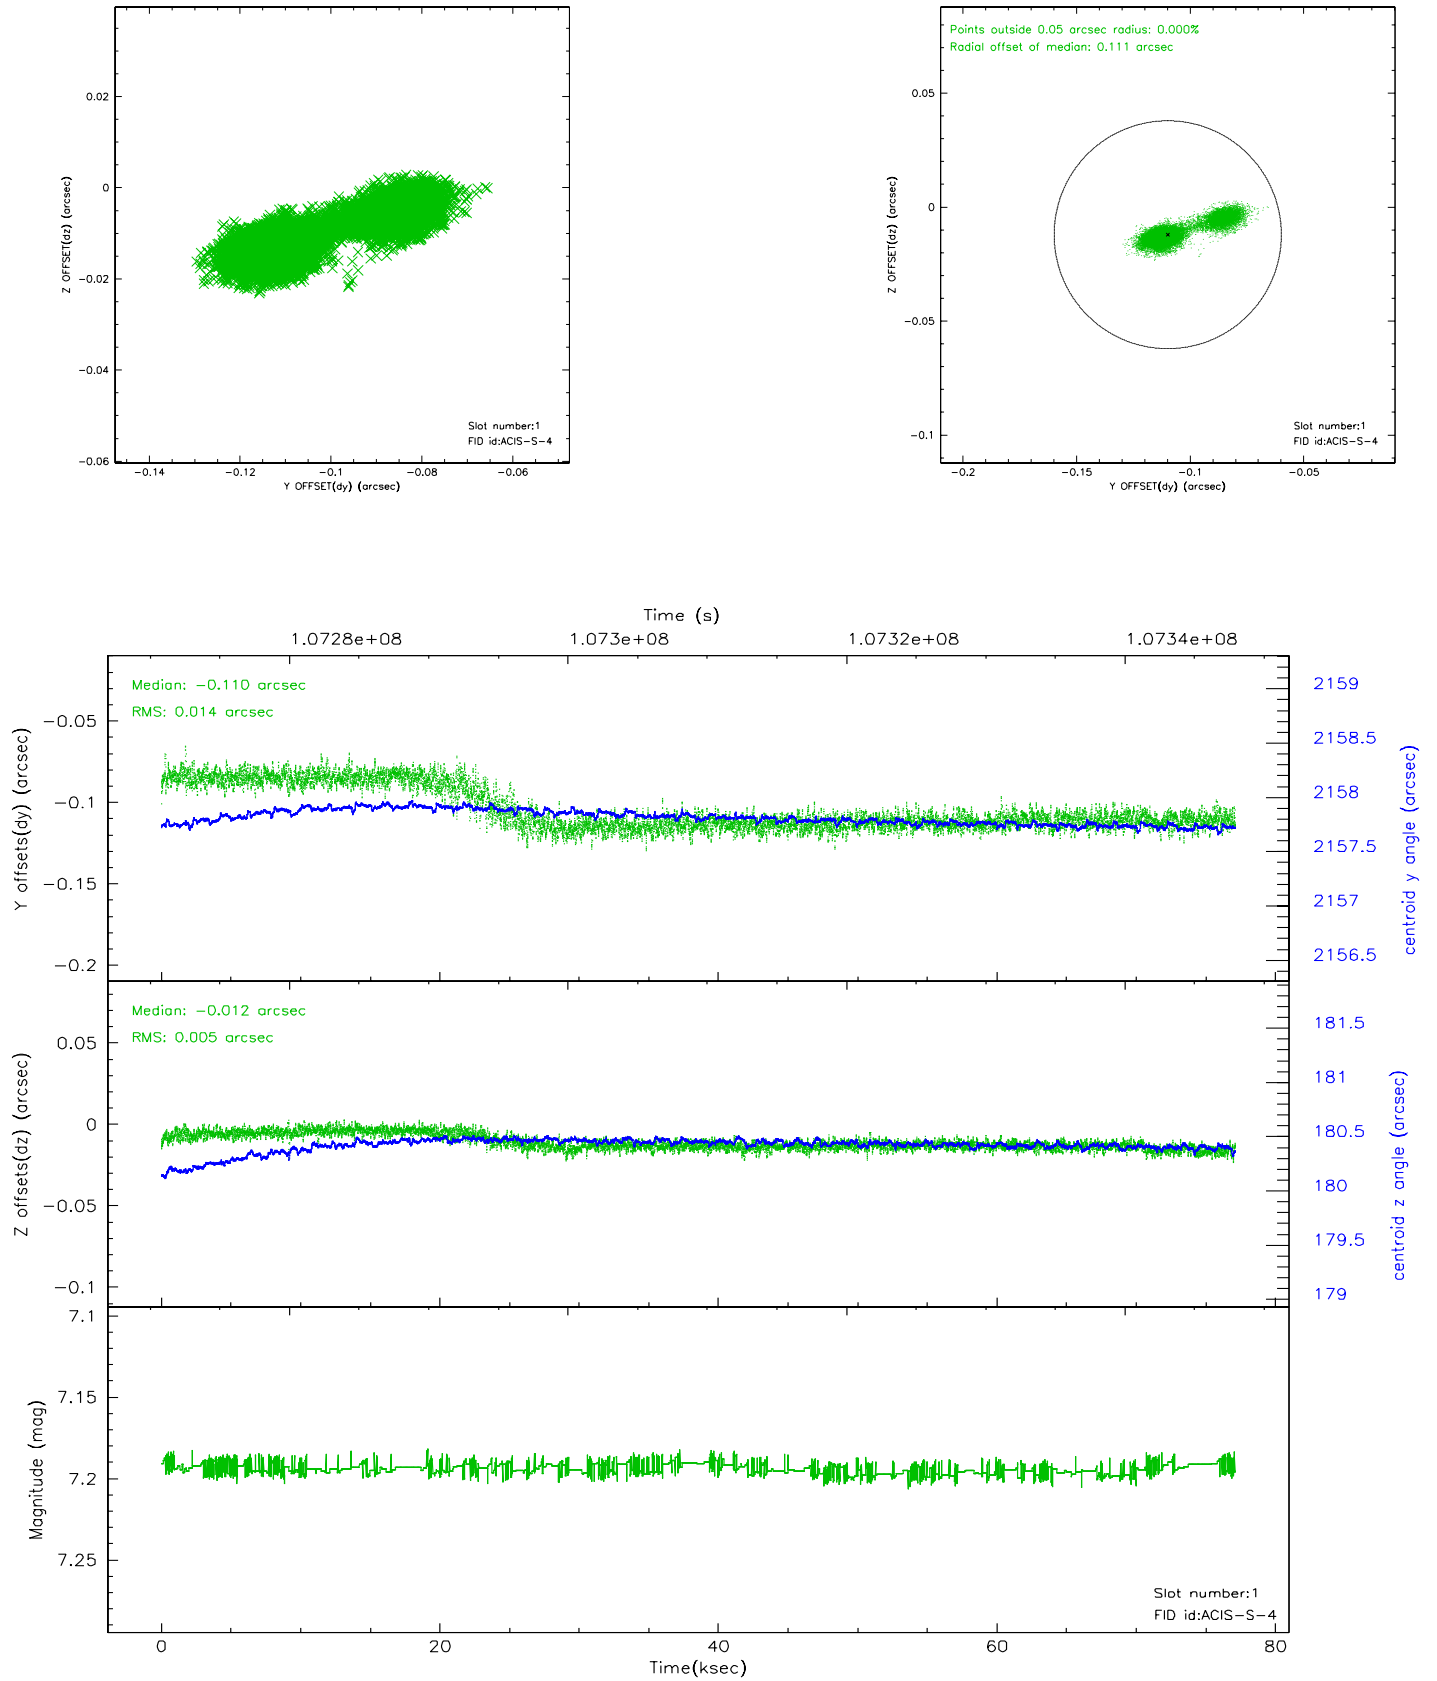 0.02
0
-0.02
-0.04
-0.06
Z OFFSET(dz) (arcsec)
-0.14
-0.12
-0.1
-0.08
-0.06
Y OFFSET(dy) (arcsec)
Slot number:1
FID id:ACIS-S-4
Points outside 0.05 arcsec radius: 0.000%
Radial offset of median: 0.111 arcsec
0.05
0
-0.05
-0.1
Z OFFSET(dz) (arcsec)
-0.2
-0.15
-0.1
-0.05
Y OFFSET(dy) (arcsec)
Slot number:1
FID id:ACIS-S-4
Time (s)
1.0728e+08
1.073e+08
1.0732e+08
1.0734e+08
Median: -0.110 arcsec
RMS: 0.014 arcsec
-0.05
-0.1
-0.15
-0.2
Y offsets(dy) (arcsec)
2159
2158.5
2158
2157.5
2157
2156.5
centroid y angle (arcsec)
Median: -0.012 arcsec
RMS: 0.005 arcsec
0.05
0
-0.05
-0.1
Z offsets(dz) (arcsec)
181.5
181
180.5
180
179.5
179
centroid z angle (arcsec)
7.1
7.15
7.2
7.25
Magnitude (mag)
Slot number:1
FID id:ACIS-S-4
0
20
40
60
80
Time(ksec)